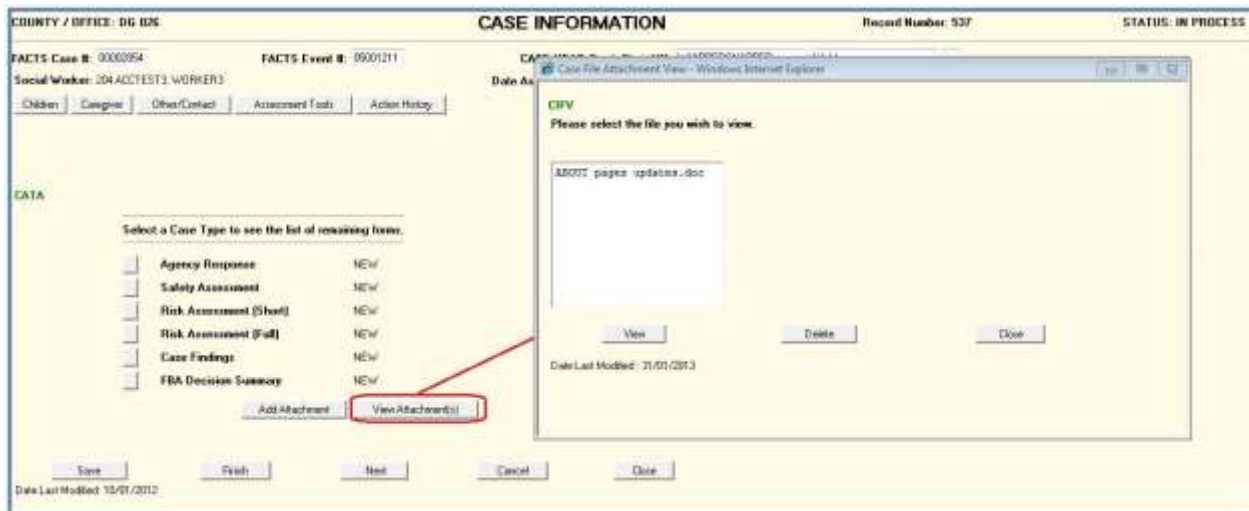 COUNTY / OFFICE: DG 026 CASE INFORMATION Record Number: 537 STATUS: IN PROCESS
FACTS Case #: 00002854 FACTS Event #: 05001211
Social Worker: 204 ACCTEST3, WORKER3 Date As
Children Caregiver Other/Contact Assessment Tools Action History
CATA
Select a Case Type to see the list of remaining forms.
Agency Response NEW
Safety Assessment NEW
Risk Assessment (Short) NEW
Risk Assessment (Full) NEW
Case Findings NEW
FBA Decision Summary NEW
Add Attachment View Attachment(s)
Save Finish Next Cancel Close
Date Last Modified: 10/01/2012
Case File Attachment View - Windows Internet Explorer
CIFV
Please select the file you wish to view.
ABOUT pages updates.doc
View Delete Close
Date Last Modified : 31/01/2013